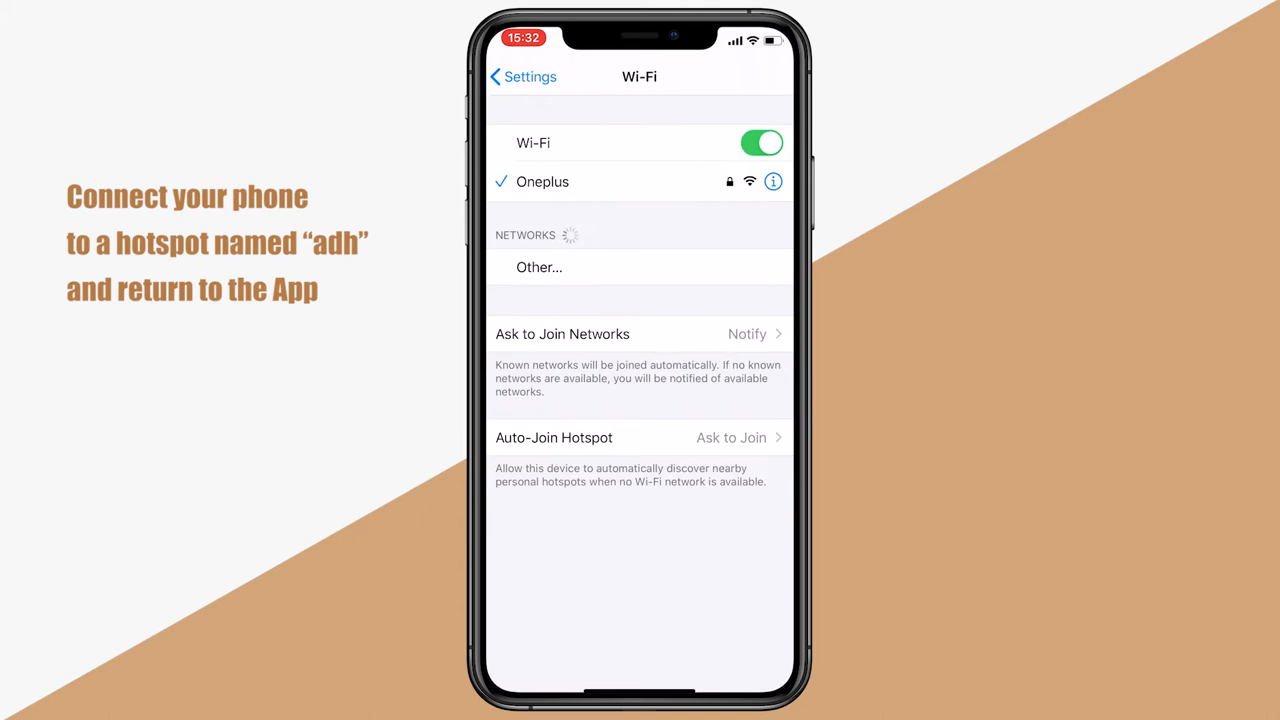 15:32
Settings
Wi-Fi
Connect your phone
to a hotspot named “adh”
and return to the App
Wi-Fi
Oneplus
NETWORKS
Other...
Ask to Join Networks Notify
Known networks will be joined automatically. If no known
networks are available, you will be notified of available
networks.
Auto-Join Hotspot Ask to Join
Allow this device to automatically discover nearby
personal hotspots when no Wi-Fi network is available.